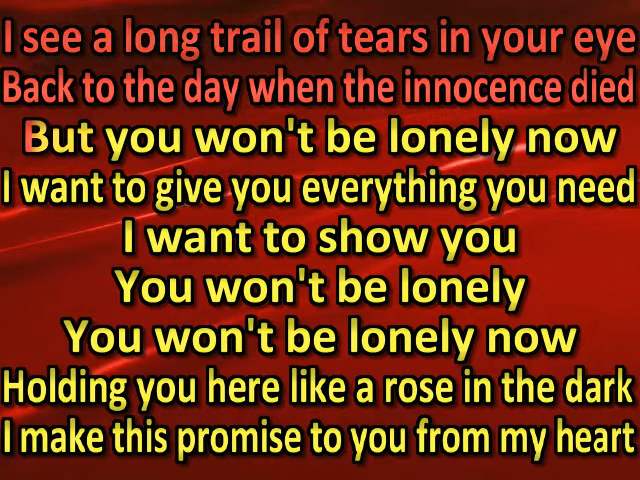 I see a long trail of tears in your eye
Back to the day when the innocence died
But you won't be lonely now
I want to give you everything you need
I want to show you
You won't be lonely
You won't be lonely now
Holding you here like a rose in the dark
I make this promise to you from my heart